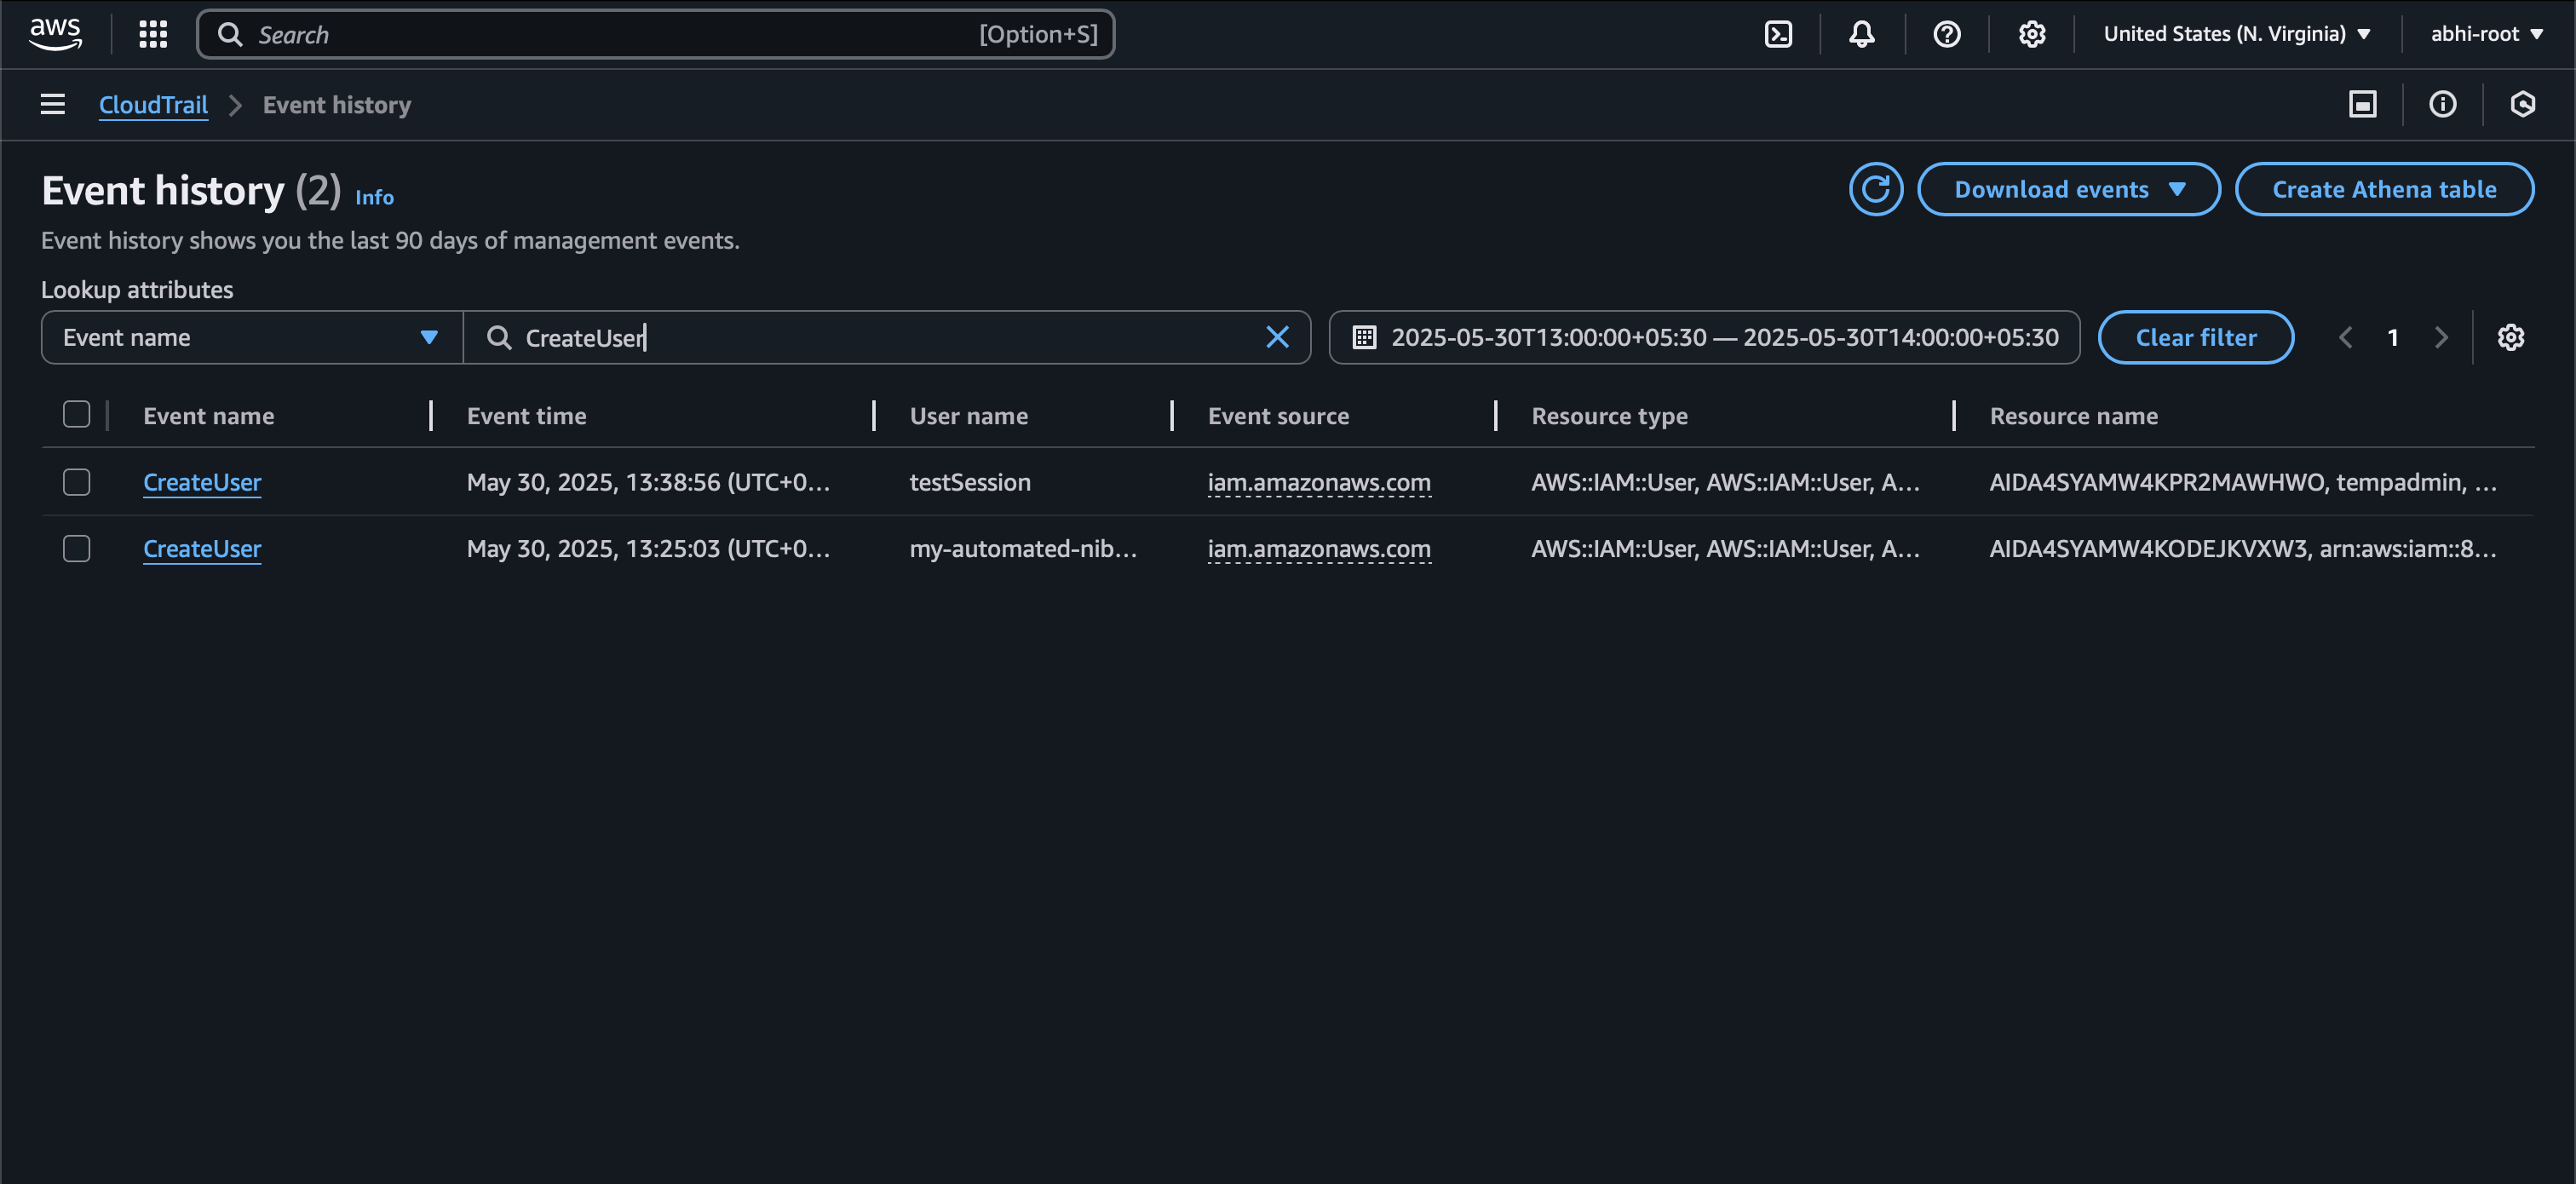 aws Search [Option+S] United States (N. Virginia) abhi-root
CloudTrail Event history
Event history (2) Info Download events Create Athena table
Event history shows you the last 90 days of management events.
Lookup attributes
Event name CreateUser 2025-05-30T13:00:00+05:30 — 2025-05-30T14:00:00+05:30 Clear filter 1
Event name Event time User name Event source Resource type Resource name
CreateUser May 30, 2025, 13:38:56 (UTC+0... testSession iam.amazonaws.com AWS::IAM::User, AWS::IAM::User, A... AIDA4SYAMW4KPR2MAWHWO, tempadmin, ...
CreateUser May 30, 2025, 13:25:03 (UTC+0... my-automated-nib... iam.amazonaws.com AWS::IAM::User, AWS::IAM::User, A... AIDA4SYAMW4KODEJKVXW3, arn:aws:iam::8...